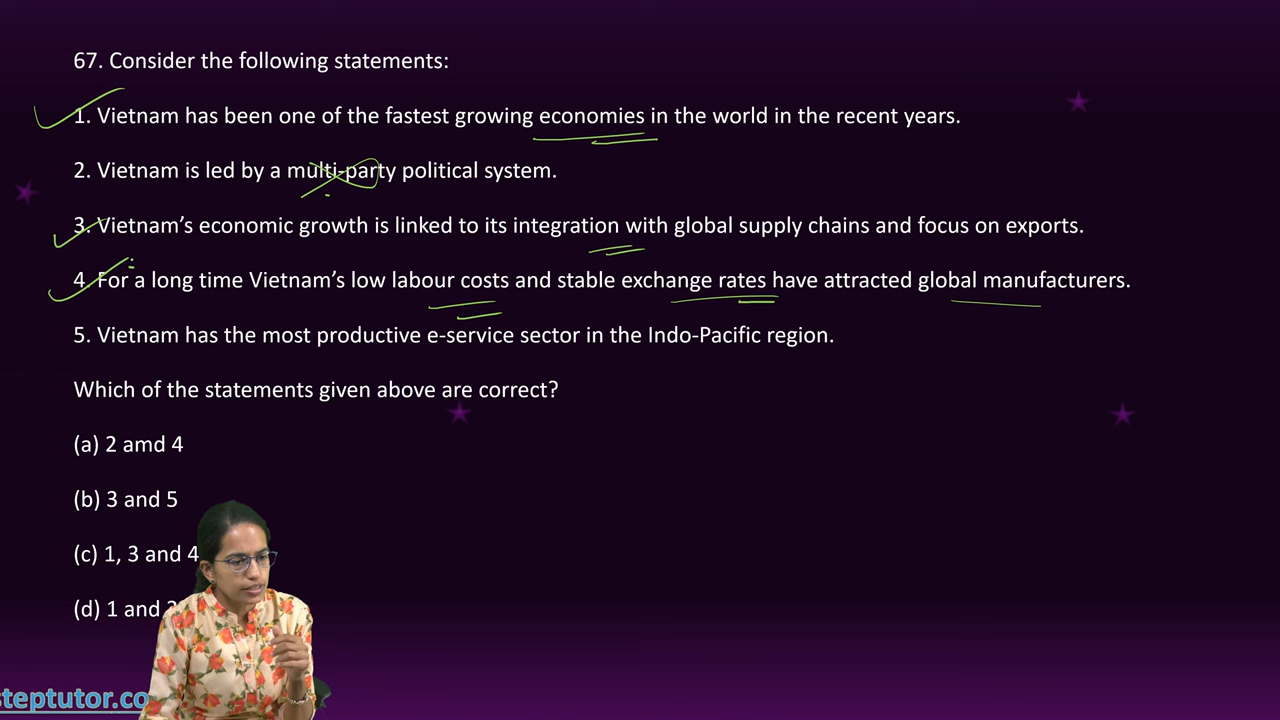 67. Consider the following statements:
1. Vietnam has been one of the fastest growing economies in the world in the recent years.
2. Vietnam is led by a multi-party political system.
3. Vietnam’s economic growth is linked to its integration with global supply chains and focus on exports.
4. For a long time Vietnam’s low labour costs and stable exchange rates have attracted global manufacturers.
5. Vietnam has the most productive e-service sector in the Indo-Pacific region.
Which of the statements given above are correct?
(a) 2 amd 4
(b) 3 and 5
(c) 1, 3 and 4
(d) 1 and
steptutor.co